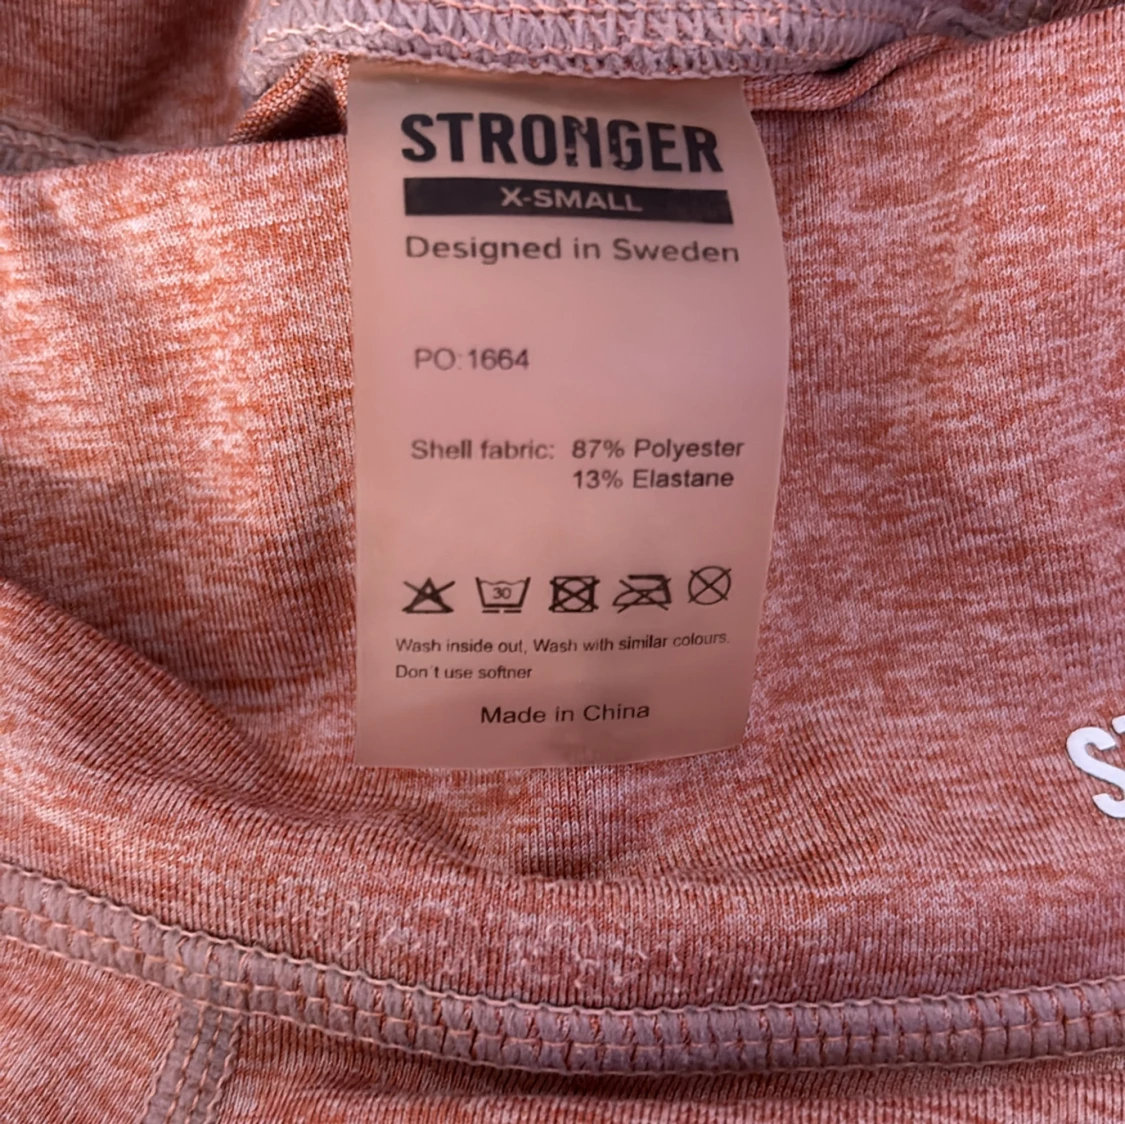 STRONGER
X-SMALL
Designed in Sweden
PO: 1664
Shell fabric: 87% Polyester
13% Elastane
30
Wash inside out, Wash with similar colours.
Don´t use softner
Made in China
ST